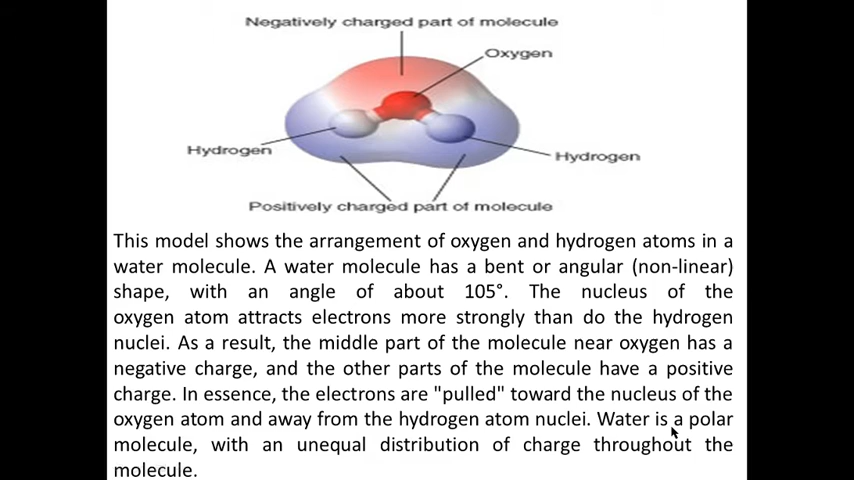 Negatively charged part of molecule
Oxygen
Hydrogen
Hydrogen
Positively charged part of molecule
This model shows the arrangement of oxygen and hydrogen atoms in a
water molecule. A water molecule has a bent or angular (non-linear)
shape, with an angle of about 105°. The nucleus of the
oxygen atom attracts electrons more strongly than do the hydrogen
nuclei. As a result, the middle part of the molecule near oxygen has a
negative charge, and the other parts of the molecule have a positive
charge. In essence, the electrons are "pulled" toward the nucleus of the
oxygen atom and away from the hydrogen atom nuclei. Water is a polar
molecule, with an unequal distribution of charge throughout the
molecule.